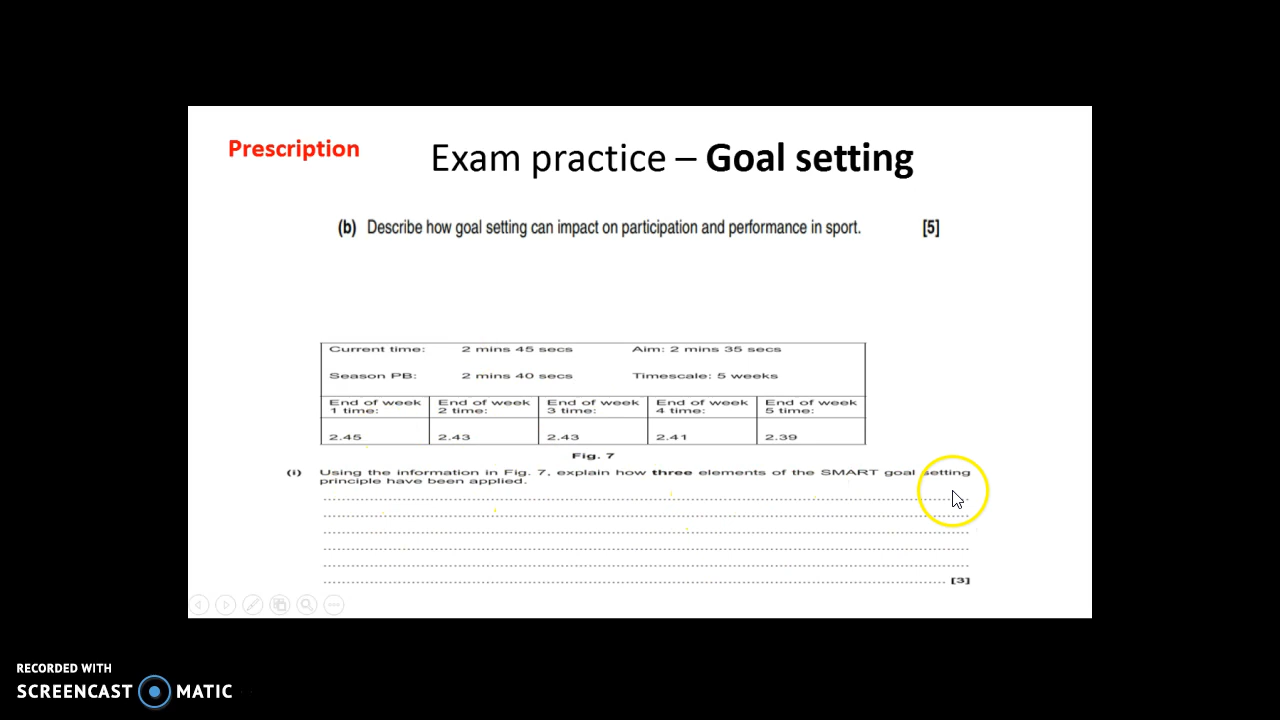 Prescription
Exam practice – Goal setting
(b) Describe how goal setting can impact on participation and performance in sport. [5]
Current time: 2 mins 45 secs Aim: 2 mins 35 secs
Season PB: 2 mins 40 secs Timescale: 5 weeks
End of week 1 time: End of week 2 time: End of week 3 time: End of week 4 time: End of week 5 time:
2.45 2.43 2.43 2.41 2.39
Fig. 7
(i) Using the information in Fig. 7, explain how three elements of the SMART goal setting
principle have been applied.
[3]
RECORDED WITH
SCREENCAST MATIC